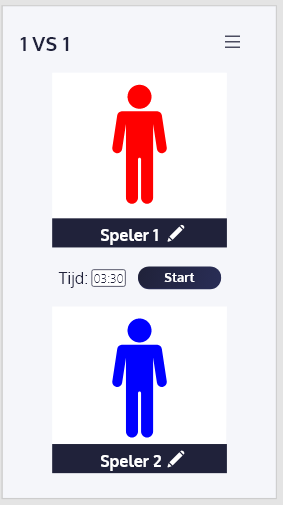 1 VS 1
Speler 1
Tijd: 03:30 Start
Speler 2